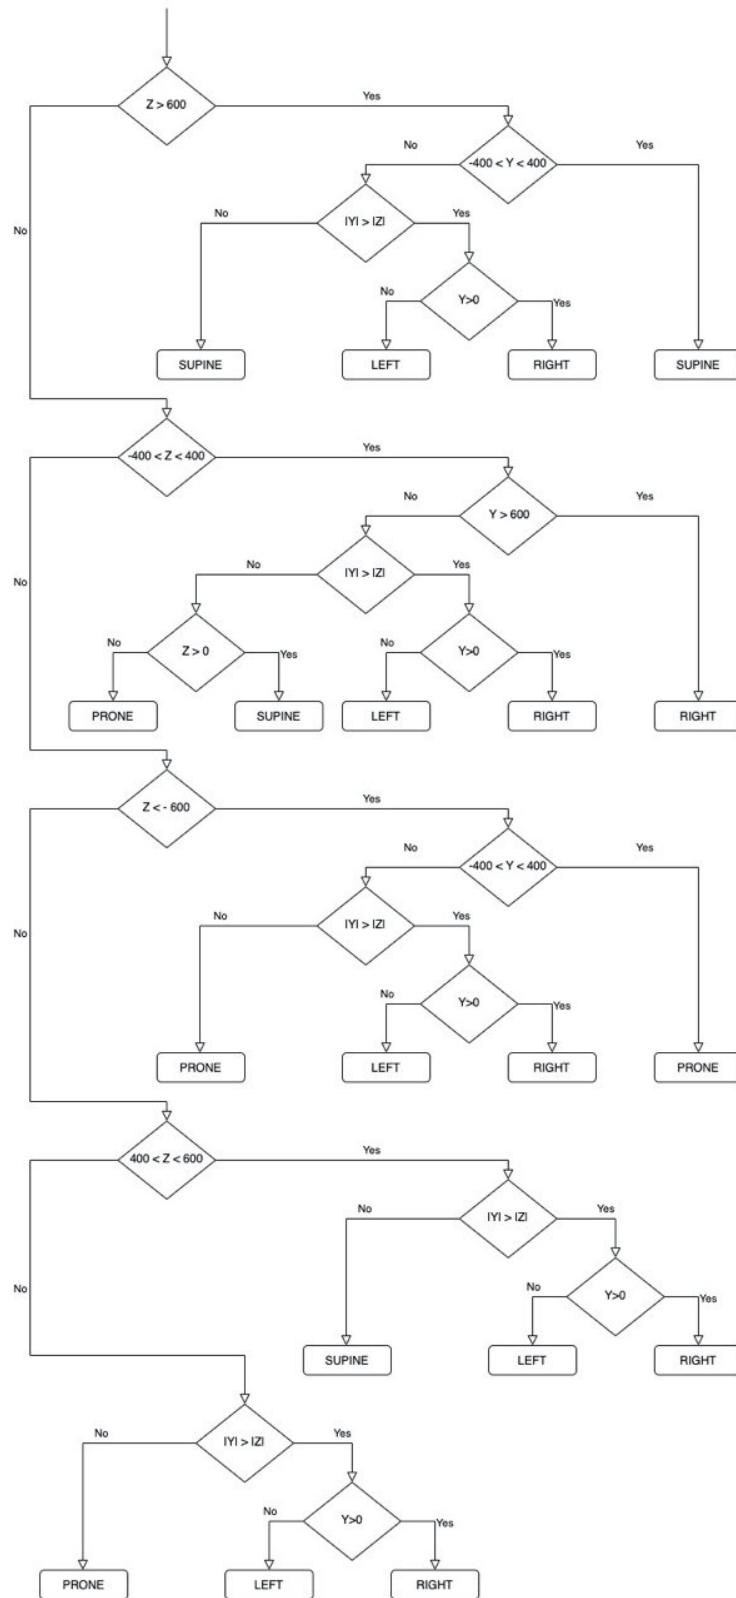 Z > 600
Yes
No
-400 < Y < 400
Yes
No
|Y| > |Z|
Yes
No
No
Y>0
Yes
SUPINE
LEFT
RIGHT
SUPINE
-400 < Z < 400
Yes
No
Y > 600
Yes
No
|Y| > |Z|
Yes
No
No
Z > 0
Yes
No
Y>0
Yes
PRONE
SUPINE
LEFT
RIGHT
RIGHT
Z < - 600
Yes
No
-400 < Y < 400
Yes
No
|Y| > |Z|
Yes
No
No
Y>0
Yes
PRONE
LEFT
RIGHT
PRONE
400 < Z < 600
Yes
No
|Y| > |Z|
Yes
No
No
Y>0
Yes
SUPINE
LEFT
RIGHT
No
|Y| > |Z|
Yes
No
Y>0
Yes
PRONE
LEFT
RIGHT